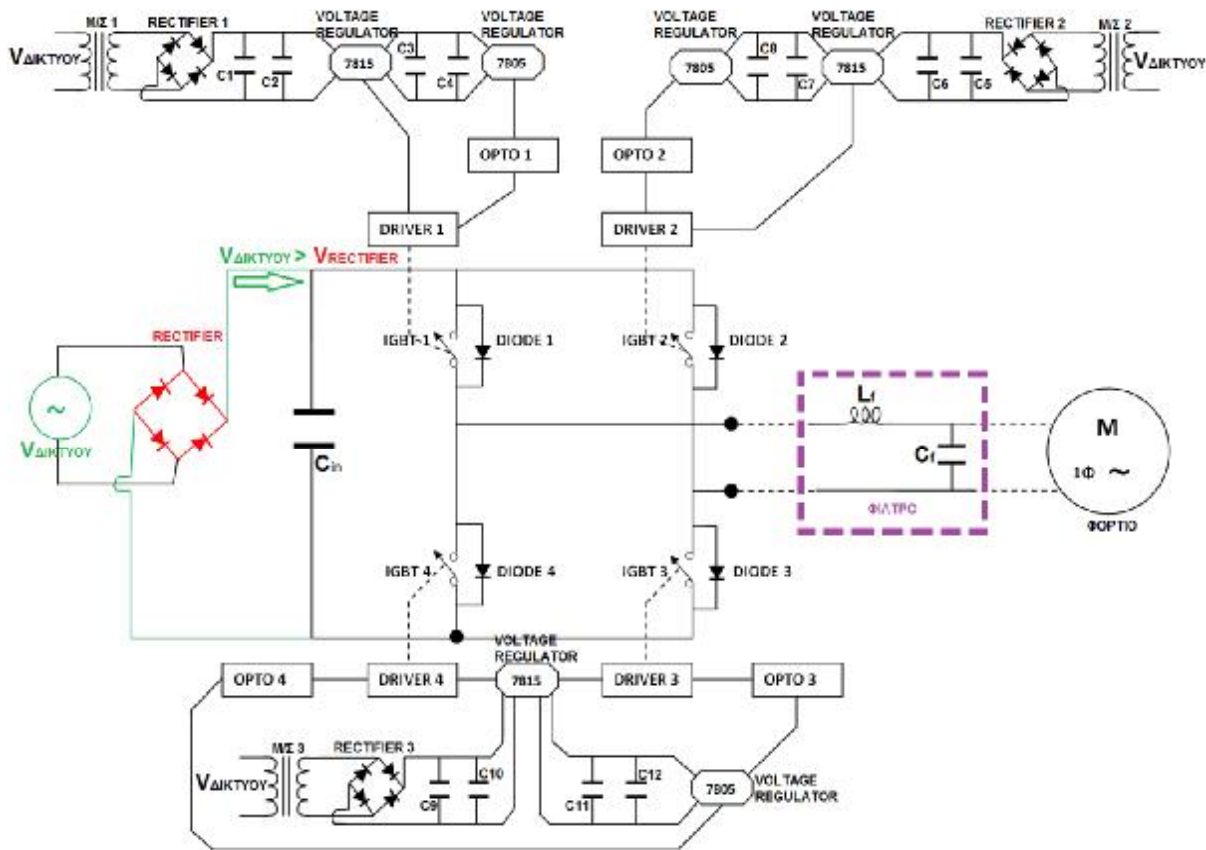 Μ/Σ 1
RECTIFIER 1
VΔΙΚΤΥΟΥ
C1
C2
VOLTAGE
REGULATOR
7815
C3
C4
VOLTAGE
REGULATOR
7805
VOLTAGE
REGULATOR
7805
C8
C7
VOLTAGE
REGULATOR
7815
C6
C5
RECTIFIER 2
Μ/Σ 2
VΔΙΚΤΥΟΥ
OPTO 1
OPTO 2
DRIVER 1
DRIVER 2
VΔΙΚΤΥΟΥ > VRECTIFIER
RECTIFIER
~
VΔΙΚΤΥΟΥ
Cin
IGBT-1
DIODE 1
IGBT 2
DIODE 2
Lf
Cf
ΦΙΛΤΡΟ
M
1Φ ~
ΦΟΡΤΙΟ
IGBT 4
DIODE 4
IGBT 3
DIODE 3
VOLTAGE
REGULATOR
OPTO 4
DRIVER 4
7815
DRIVER 3
OPTO 3
Μ/Σ 3
RECTIFIER 3
VΔΙΚΤΥΟΥ
C9
C10
C11
C12
7805
VOLTAGE
REGULATOR